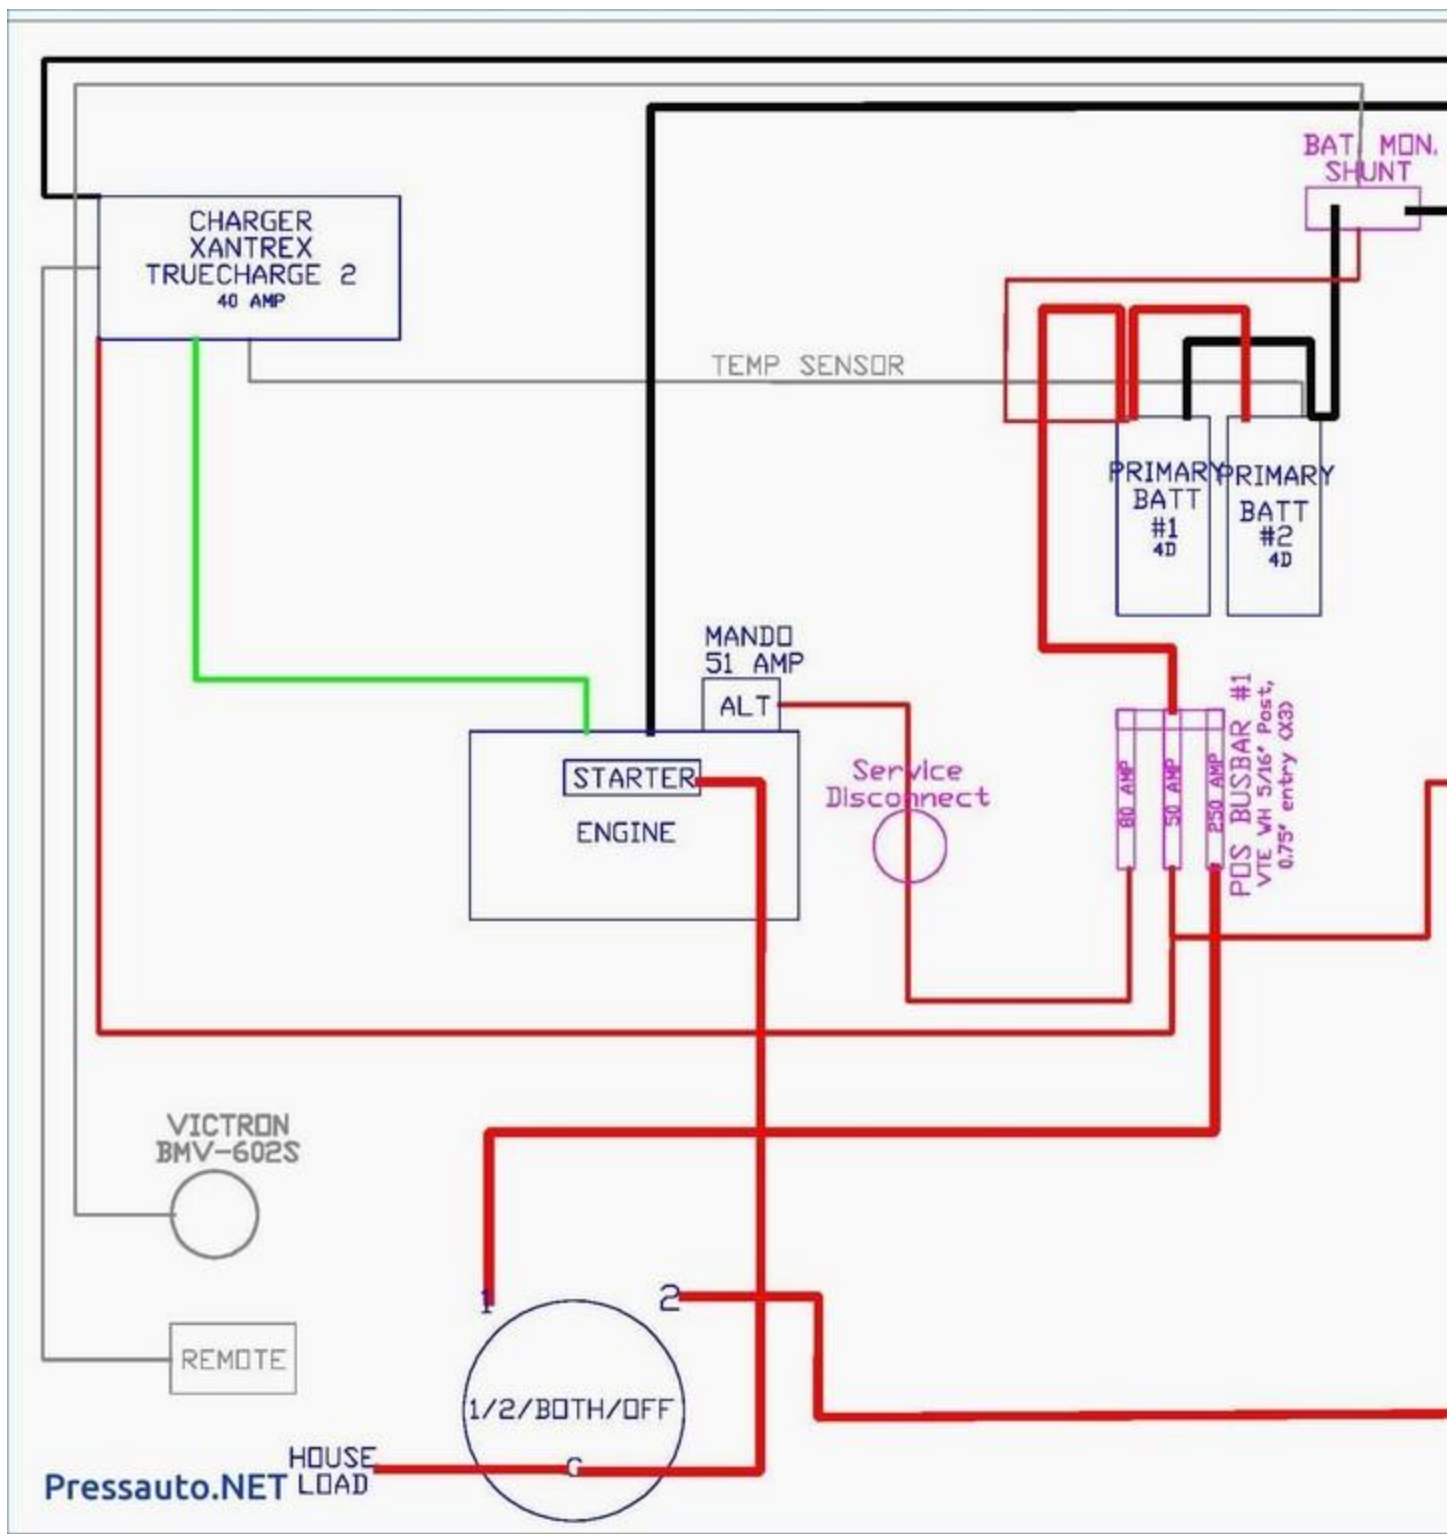 BAT. MON.
SHUNT
CHARGER
XANTREX
TRUECHARGE 2
40 AMP
TEMP SENSOR
PRIMARY
BATT
#1
4D
PRIMARY
BATT
#2
4D
MANDO
51 AMP
ALT
STARTER
ENGINE
Service
Disconnect
80 AMP
50 AMP
250 AMP
POS BUSBAR #1
VTE WH 5/16" Post,
0.75" entry (X3)
VICTRON
BMV-602S
REMOTE
1
2
1/2/BOTH/OFF
C
HOUSE
LOAD
Pressauto.NET